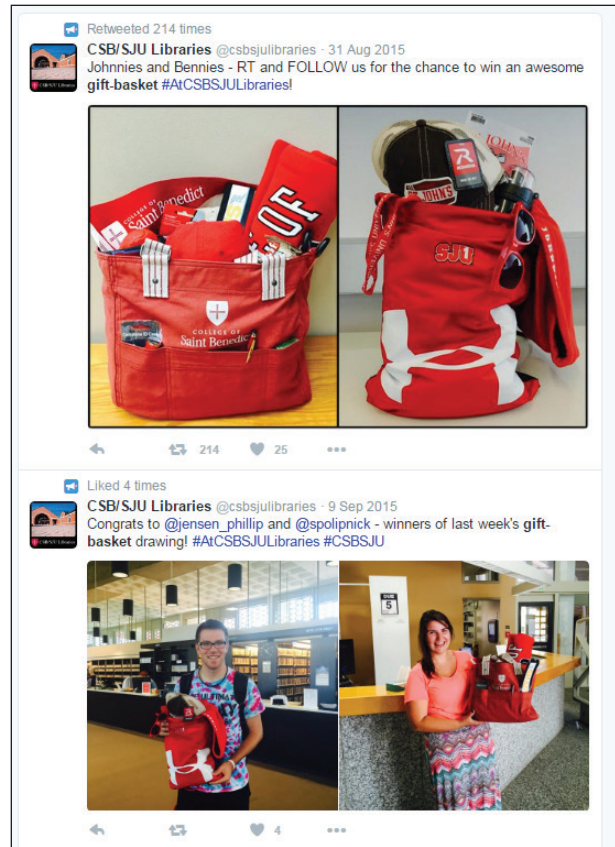 Retweeted 214 times
CSB/SJU Libraries @csbsjulibraries · 31 Aug 2015
Johnnies and Bennies - RT and FOLLOW us for the chance to win an awesome
gift-basket #AtCSBSJULibraries!
COLLEGE OF
Saint Benedict
OF
COLLEGE OF
Saint Benedict
R
ST. JOHN'S
SJU
214 25
Liked 4 times
CSB/SJU Libraries @csbsjulibraries · 9 Sep 2015
Congrats to @jensen_phillip and @spolipnick - winners of last week's gift-
basket drawing! #AtCSBSJULibraries #CSBSJU
5
4